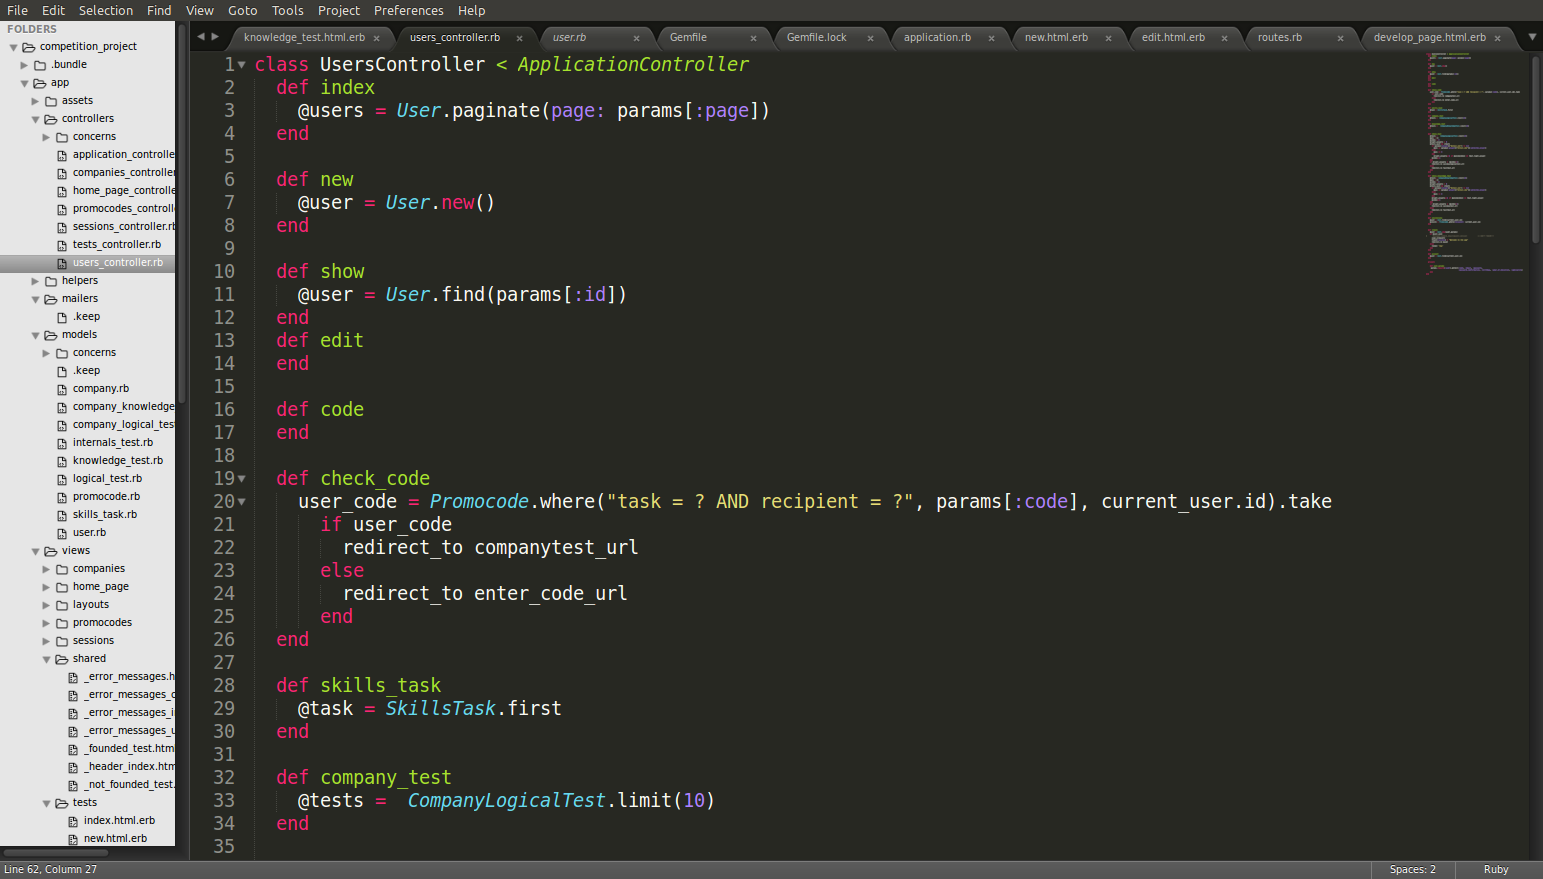 File Edit Selection Find View Goto Tools Project Preferences Help
FOLDERS
competition_project
.bundle
app
assets
controllers
concerns
application_controlle
companies_controller
home_page_controlle
promocodes_controll
sessions_controller.rb
tests_controller.rb
users_controller.rb
helpers
mailers
.keep
models
concerns
.keep
company.rb
company_knowledge
company_logical_tes
internals_test.rb
knowledge_test.rb
logical_test.rb
promocode.rb
skills_task.rb
user.rb
views
companies
home_page
layouts
promocodes
sessions
shared
_error_messages.h
_error_messages_c
_error_messages_i
_error_messages_u
_founded_test.htm
_header_index.htm
_not_founded_test.
tests
index.html.erb
new.html.erb
knowledge_test.html.erb × users_controller.rb × user.rb × Gemfile × Gemfile.lock × application.rb × new.html.erb × edit.html.erb × routes.rb × develop_page.html.erb ×
1 class UsersController < ApplicationController
2 def index
3 @users = User.paginate(page: params[:page])
4 end
5
6 def new
7 @user = User.new()
8 end
9
10 def show
11 @user = User.find(params[:id])
12 end
13 def edit
14 end
15
16 def code
17 end
18
19 def check_code
20 user_code = Promocode.where("task = ? AND recipient = ?", params[:code], current_user.id).take
21 if user_code
22 redirect_to companytest_url
23 else
24 redirect_to enter_code_url
25 end
26 end
27
28 def skills_task
29 @task = SkillsTask.first
30 end
31
32 def company_test
33 @tests =  CompanyLogicalTest.limit(10)
34 end
35
Line 62, Column 27
Spaces: 2
Ruby